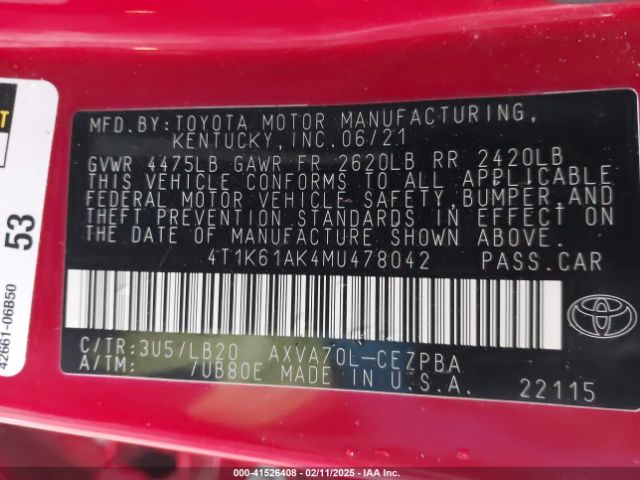 MFD.BY:TOYOTA MOTOR MANUFACTURING,
KENTUCKY,INC.06/21
GVWR 4475LB GAWR FR 2620LB RR 2420LB
THIS VEHICLE CONFORMS TO ALL APPLICABLE
FEDERAL MOTOR VEHICLE SAFETY,BUMPER,AND
THEFT PREVENTION STANDARDS IN EFFECT ON
THE DATE OF MANUFACTURE SHOWN ABOVE.
4T1K61AK4MU478042 PASS.CAR
C/TR:3U5/LB20 AXVA70L-CEZPBA
A/TM: /UB80E MADE IN U.S.A.
22115
TOYOTA
53
42661-06B50
000-41526408 - 02/11/2025 - IAA Inc.